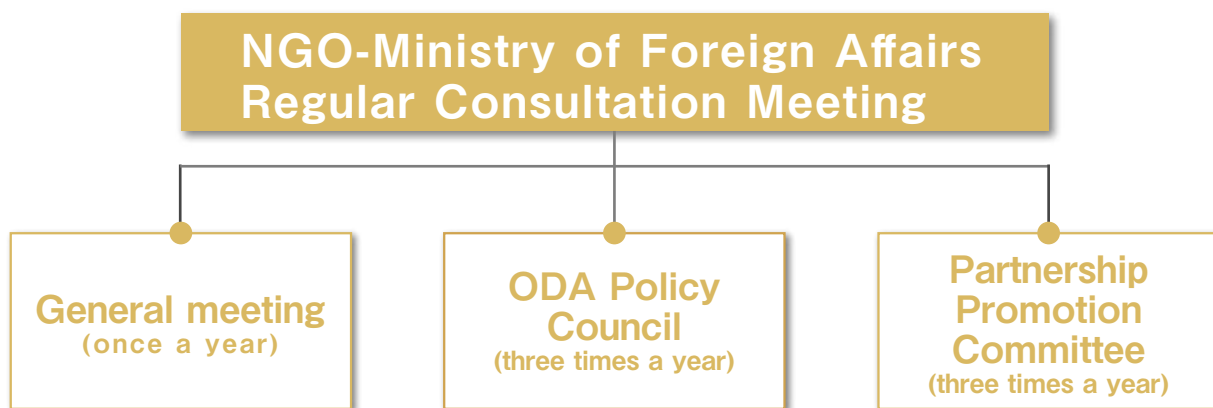 NGO-Ministry of Foreign Affairs
Regular Consultation Meeting
General meeting
(once a year)
ODA Policy
Council
(three times a year)
Partnership
Promotion
Committee
(three times a year)